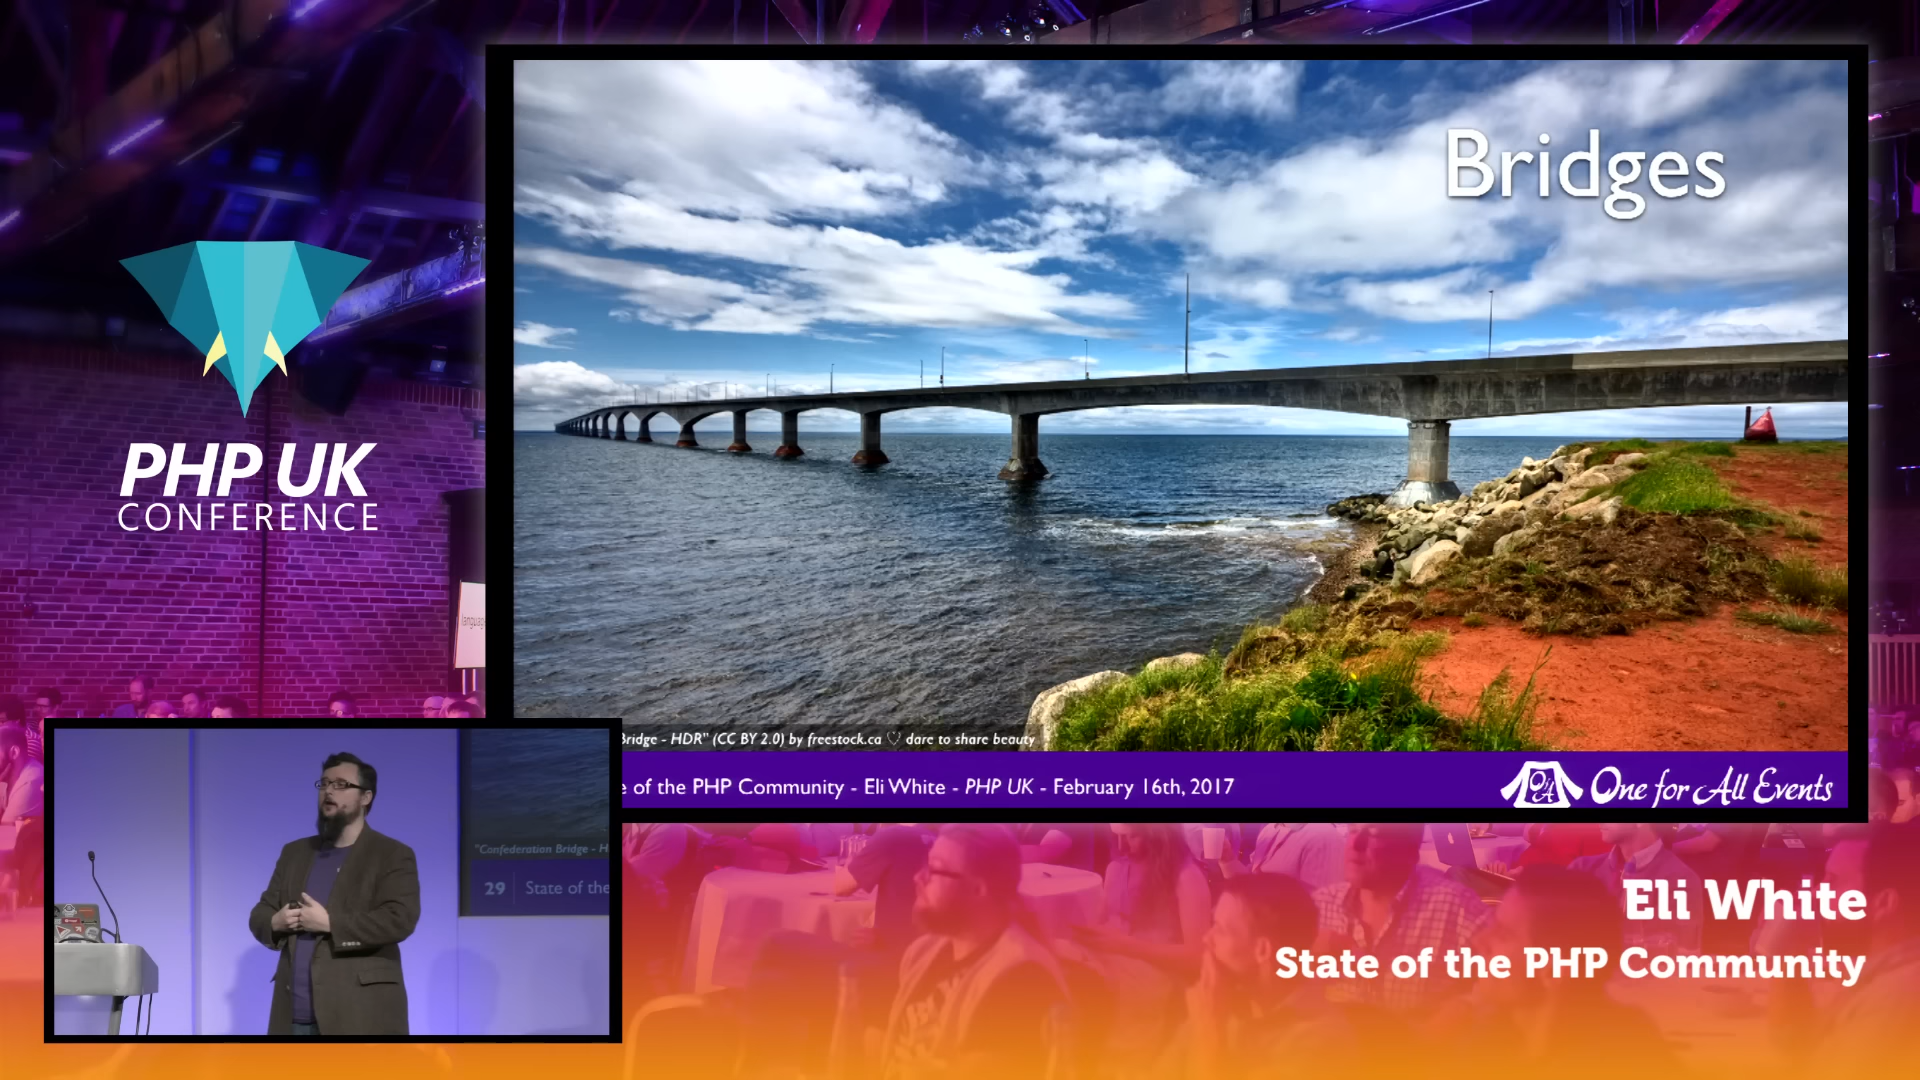 Bridges
PHP UK
CONFERENCE
language
Bridge - HDR" (CC BY 2.0) by freestock.ca ♡ dare to share beauty
e of the PHP Community - Eli White - PHP UK - February 16th, 2017
OfA
One for All Events
"Confederation Bridge - H
29 State of the
Eli White
State of the PHP Community